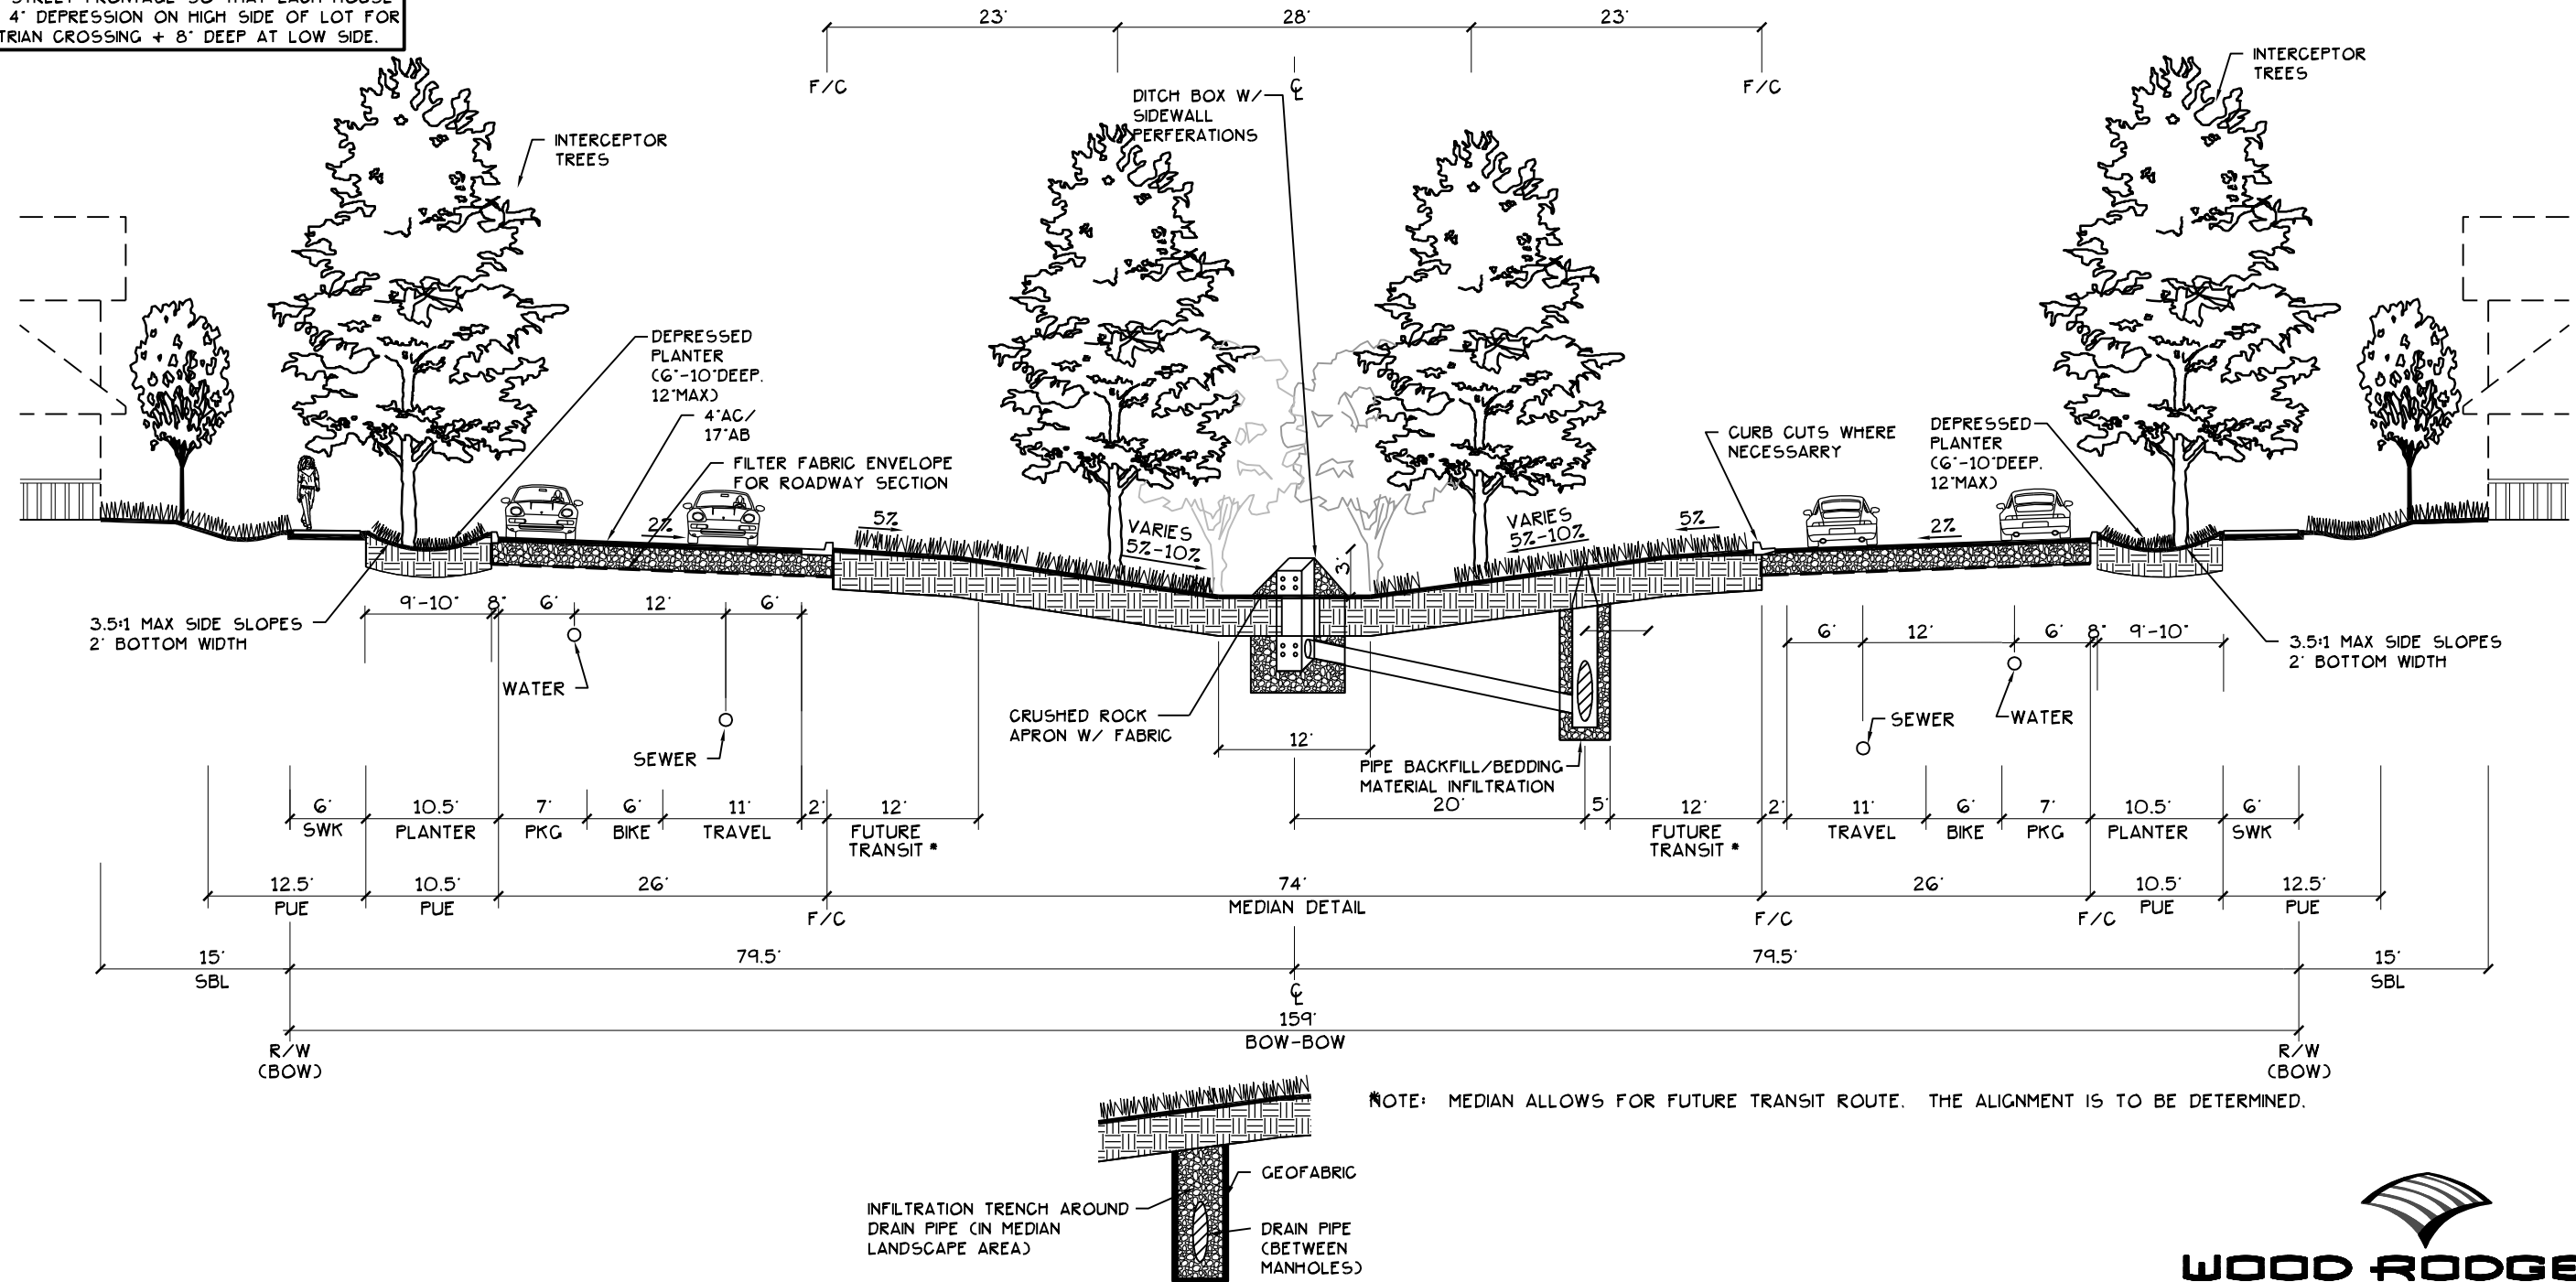 STREET FRONTAGE SO THAT EACH HOUSE
4" DEPRESSION ON HIGH SIDE OF LOT FOR
TRIAN CROSSING + 8" DEEP AT LOW SIDE.
23' 28' 23'
F/C ℄ F/C
INTERCEPTOR
TREES
DITCH BOX W/
SIDEWALL
PERFERATIONS
INTERCEPTOR
TREES
DEPRESSED
PLANTER
(6"-10"DEEP.
12"MAX)
4"AC/
17"AB
FILTER FABRIC ENVELOPE
FOR ROADWAY SECTION
CURB CUTS WHERE
NECESSARRY
DEPRESSED
PLANTER
(6"-10"DEEP.
12"MAX)
2% 5%
VARIES
5%-10%
VARIES
5%-10%
5% 2%
3'
9'-10" 8" 6' 12' 6'
3.5:1 MAX SIDE SLOPES
2' BOTTOM WIDTH
WATER
SEWER
CRUSHED ROCK
APRON W/ FABRIC
12'
PIPE BACKFILL/BEDDING
MATERIAL INFILTRATION
6' 12' 6' 8" 9'-10"
3.5:1 MAX SIDE SLOPES
2' BOTTOM WIDTH
SEWER
WATER
6' 10.5' 7' 6' 11' 2' 12' 20' 5' 12' 2' 11' 6' 7' 10.5' 6'
SWK PLANTER PKG BIKE TRAVEL FUTURE FUTURE TRAVEL BIKE PKG PLANTER SWK
TRANSIT * TRANSIT *
12.5' 10.5' 26' 74' 26' 10.5' 12.5'
PUE PUE MEDIAN DETAIL PUE PUE
F/C F/C F/C
15' 79.5' 79.5' 15'
SBL SBL
℄
159'
BOW-BOW
R/W R/W
(BOW) (BOW)
*NOTE: MEDIAN ALLOWS FOR FUTURE TRANSIT ROUTE. THE ALIGNMENT IS TO BE DETERMINED.
GEOFABRIC
INFILTRATION TRENCH AROUND
DRAIN PIPE (IN MEDIAN
LANDSCAPE AREA)
DRAIN PIPE
(BETWEEN
MANHOLES)
WOOD RODGE